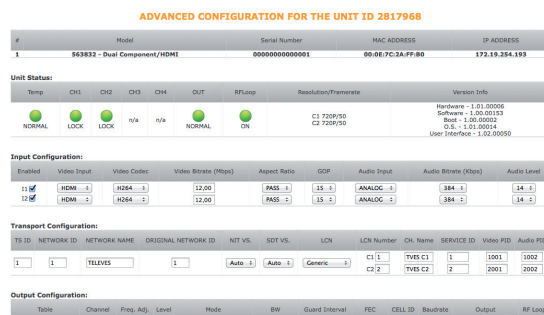 ADVANCED CONFIGURATION FOR THE UNIT ID 2817968
# Model Serial Number MAC ADDRESS IP ADDRESS
1 563832 - Dual Component/HDMI 00000000000001 00:0E:7C:2A:FF:B0 172.19.254.193
Unit Status:
Temp CH1 CH2 CH3 CH4 OUT RFLoop Resolution/Framerate Version Info
NORMAL LOCK LOCK n/a n/a NORMAL ON
C1 720P/50
C2 720P/50
Hardware - 1.01.00006
Software - 1.00.00153
Boot - 1.00.00002
O.S. - 1.01.00014
User Interface - 1.02.00050
Input Configuration:
Enabled Video Input Video Codec Video Bitrate (Mbps) Aspect Ratio GOP Audio Input Audio Bitrate (Kbps) Audio Level
I1 HDMI H264 12,00 PASS 15 ANALOG 384 14
I2 HDMI H264 12,00 PASS 15 ANALOG 384 14
Transport Configuration:
TS ID NETWORK ID NETWORK NAME ORIGINAL NETWORK ID NIT VS. SDT VS. LCN LCN Number CH. Name SERVICE ID Video PID Audio PID
1 1 TELEVES 1 Auto Auto Generic C1 1 TVES C1 1 1001 1002
C2 2 TVES C2 2 2001 2002
Output Configuration:
Table Channel Freq. Adj. Level Mode BW Guard Interval FEC CELL ID Baudrate Output RF Loop